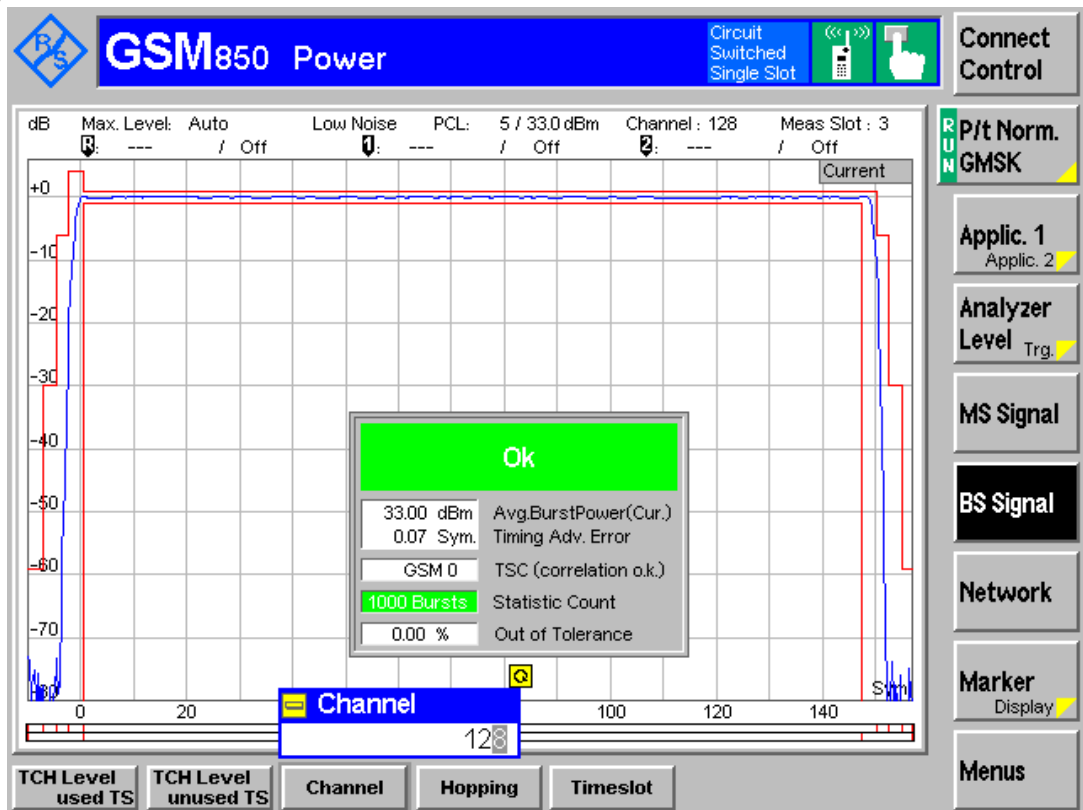 R/S GSM850 Power Circuit Switched Single Slot
Connect Control
dB Max. Level: Auto Low Noise PCL: 5 / 33.0 dBm Channel : 128 Meas Slot : 3
R: --- / Off 1: --- / Off 2: --- / Off
Current
+0
-10
-20
-30
-40
-50
-60
-70
-80
Ok
33.00 dBm Avg.BurstPower(Cur.)
0.07 Sym. Timing Adv. Error
GSM 0 TSC (correlation o.k.)
1000 Bursts Statistic Count
0.00 % Out of Tolerance
Sym
0 20 100 120 140
Channel
128
TCH Level used TS
TCH Level unused TS
Channel
Hopping
Timeslot
RUN
P/t Norm. GMSK
Applic. 1
Applic. 2
Analyzer Level Trg.
MS Signal
BS Signal
Network
Marker
Display
Menus